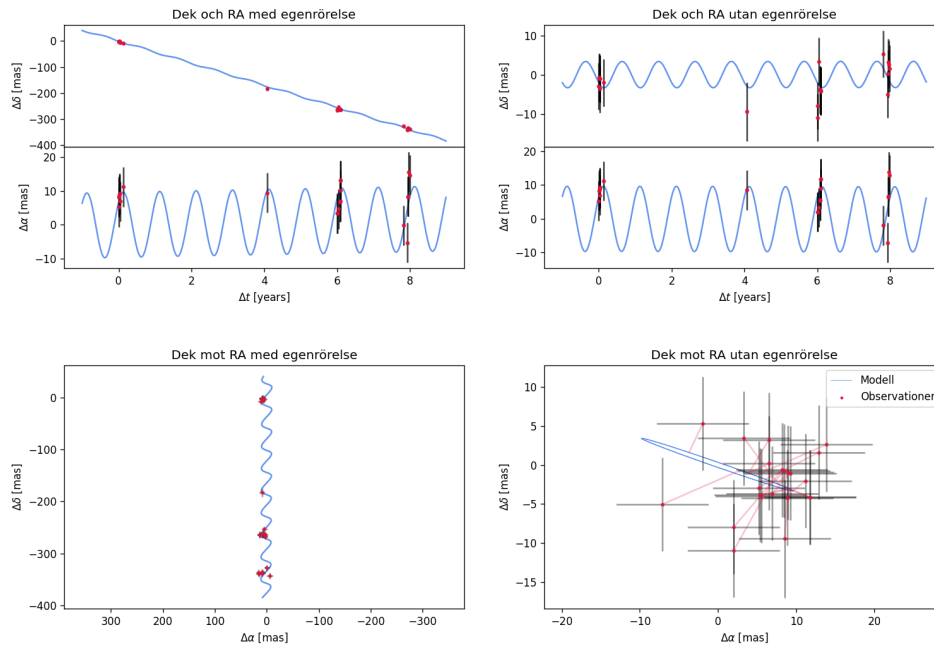 Dek och RA med egenrörelse
Δδ [mas]
0
−100
−200
−300
−400
Δα [mas]
20
10
0
−10
0 2 4 6 8
Δt [years]
Dek och RA utan egenrörelse
Δδ [mas]
10
0
−10
Δα [mas]
20
10
0
−10
0 2 4 6 8
Δt [years]
Dek mot RA med egenrörelse
Δδ [mas]
0
−100
−200
−300
−400
300 200 100 0 −100 −200 −300
Δα [mas]
Dek mot RA utan egenrörelse
Modell
Observationer
Δδ [mas]
10
5
0
−5
−10
−15
−20 −10 0 10 20
Δα [mas]